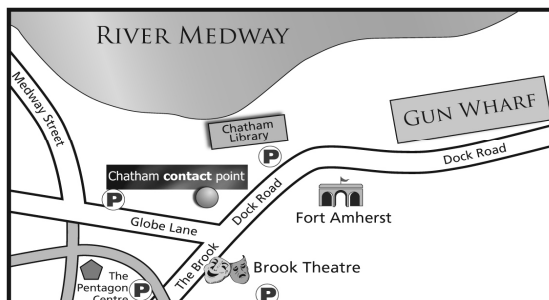 RIVER MEDWAY
Medway Street
Chatham
Library
GUN WHARF
P
Dock Road
Chatham contact point
P
Dock Road
Fort Amherst
Globe Lane
The Brook
Brook Theatre
The
Pentagon
Centre
P
P